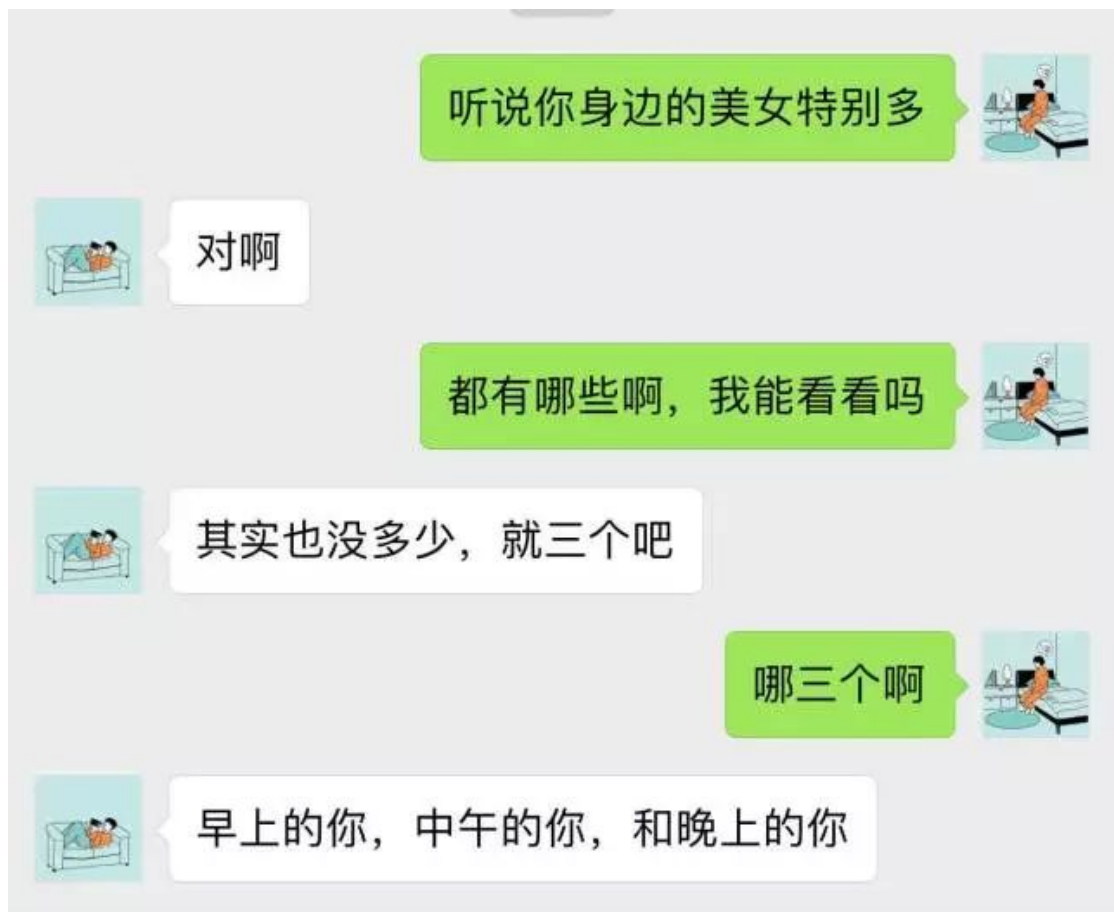 听说你身边的美女特别多
对啊
都有哪些啊，我能看看吗
其实也没多少，就三个吧
哪三个啊
早上的你，中午的你，和晚上的你